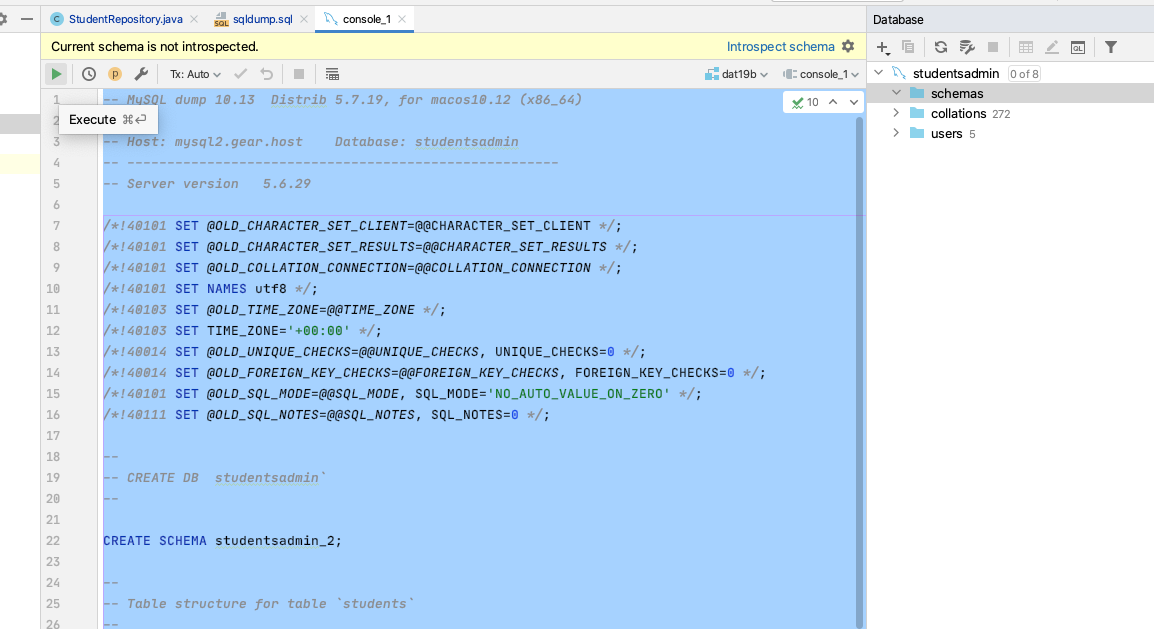 StudentRepository.java
sqldump.sql
console_1
Database
Current schema is not introspected.
Introspect schema
Tx: Auto
dat19b
console_1
studentsadmin 0 of 8
schemas
collations 272
users 5
Execute ⌘⏎
10
1 -- MySQL dump 10.13  Distrib 5.7.19, for macos10.12 (x86_64)
2
3 -- Host: mysql2.gear.host    Database: studentsadmin
4 -- ------------------------------------------------------
5 -- Server version   5.6.29
6
7 /*!40101 SET @OLD_CHARACTER_SET_CLIENT=@@CHARACTER_SET_CLIENT */;
8 /*!40101 SET @OLD_CHARACTER_SET_RESULTS=@@CHARACTER_SET_RESULTS */;
9 /*!40101 SET @OLD_COLLATION_CONNECTION=@@COLLATION_CONNECTION */;
10 /*!40101 SET NAMES utf8 */;
11 /*!40103 SET @OLD_TIME_ZONE=@@TIME_ZONE */;
12 /*!40103 SET TIME_ZONE='+00:00' */;
13 /*!40014 SET @OLD_UNIQUE_CHECKS=@@UNIQUE_CHECKS, UNIQUE_CHECKS=0 */;
14 /*!40014 SET @OLD_FOREIGN_KEY_CHECKS=@@FOREIGN_KEY_CHECKS, FOREIGN_KEY_CHECKS=0 */;
15 /*!40101 SET @OLD_SQL_MODE=@@SQL_MODE, SQL_MODE='NO_AUTO_VALUE_ON_ZERO' */;
16 /*!40111 SET @OLD_SQL_NOTES=@@SQL_NOTES, SQL_NOTES=0 */;
17
18 --
19 -- CREATE DB  studentsadmin`
20 --
21
22 CREATE SCHEMA studentsadmin_2;
23
24 --
25 -- Table structure for table `students`
26 --